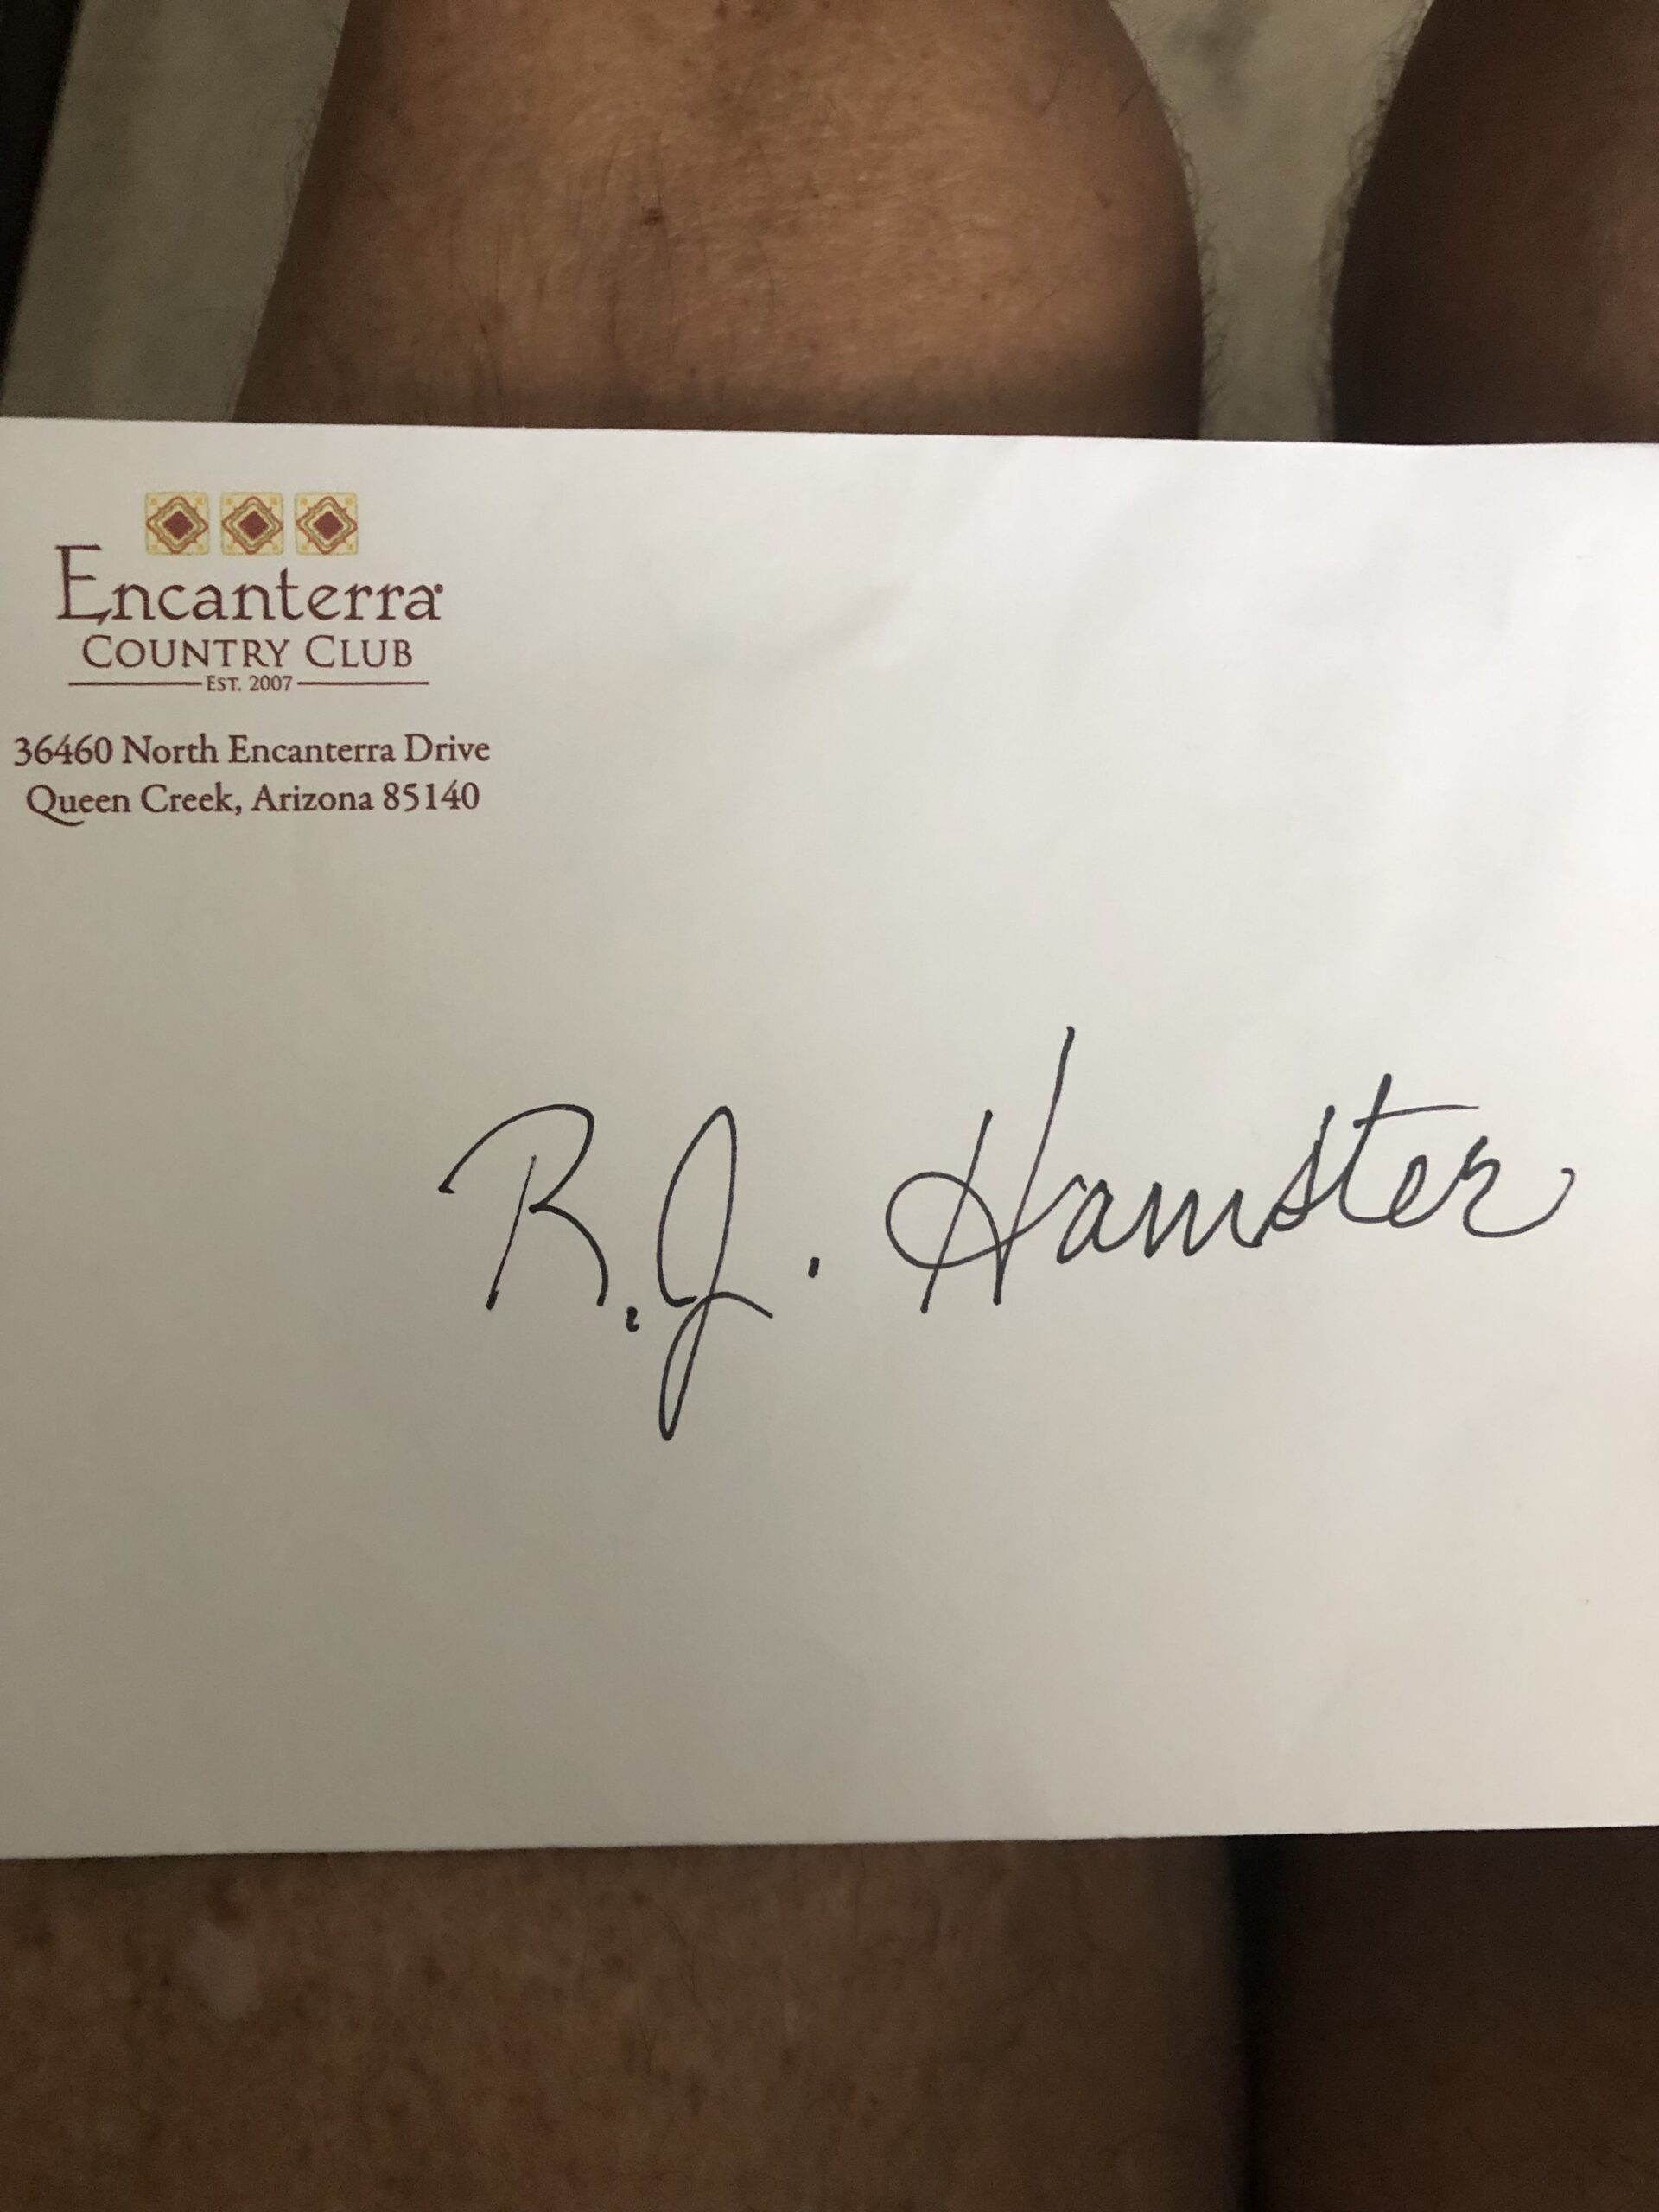 Encanterra®
COUNTRY CLUB
EST. 2007
36460 North Encanterra Drive
Queen Creek, Arizona 85140
R.J. Hamster